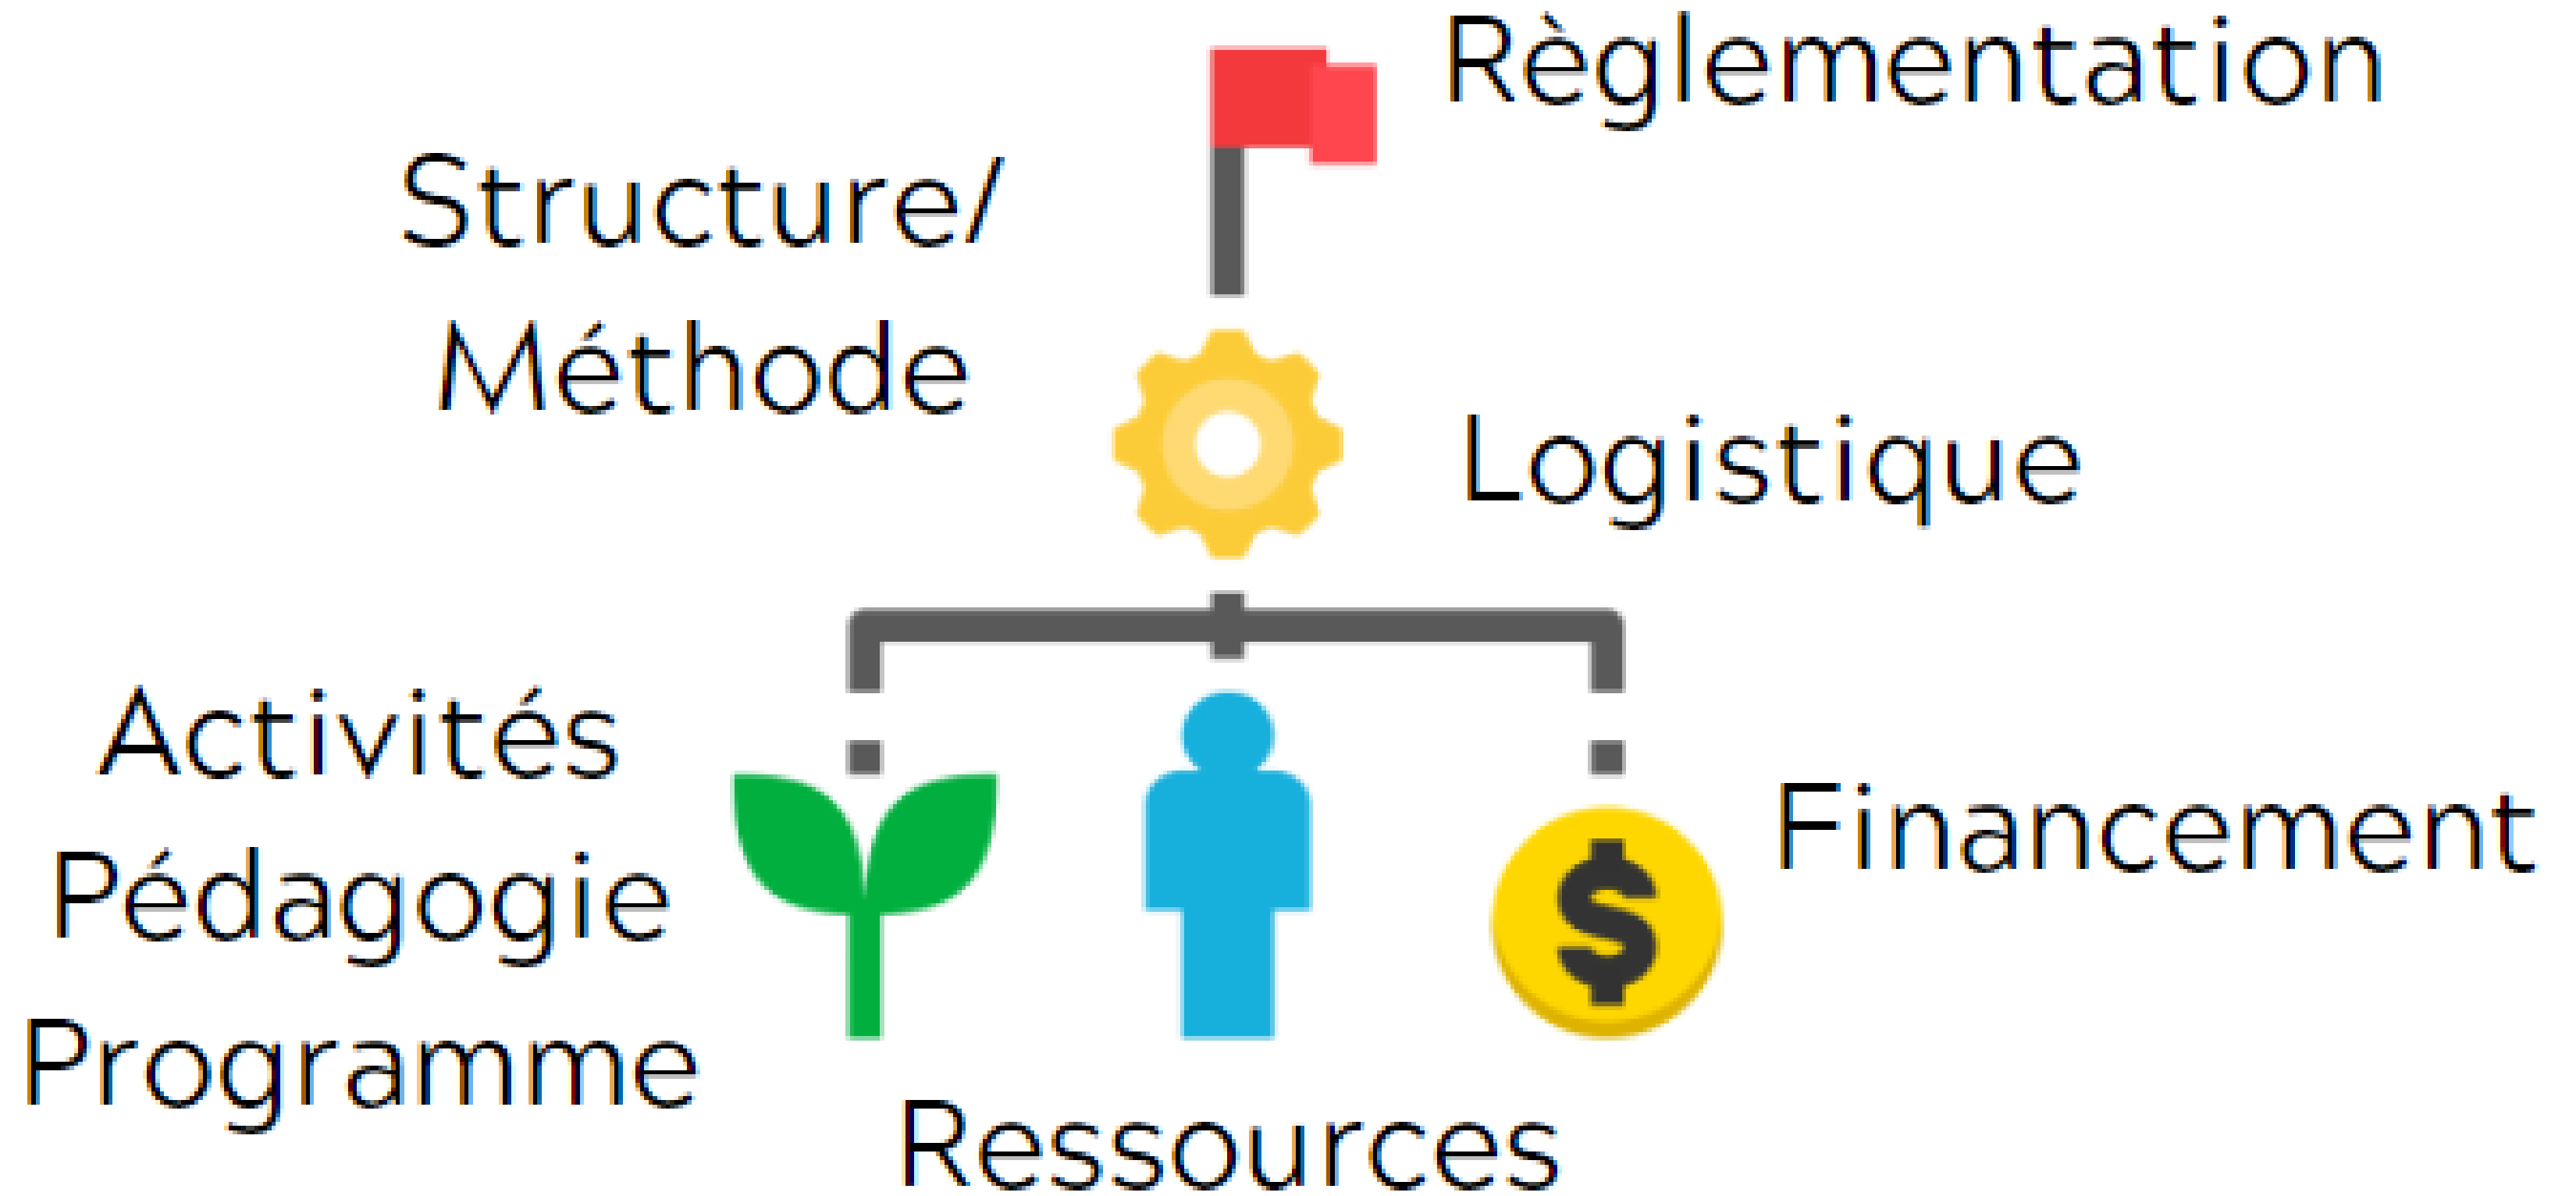 Règlementation
Structure/
Méthode
Logistique
Activités
Pédagogie
Programme
Financement
Ressources
$